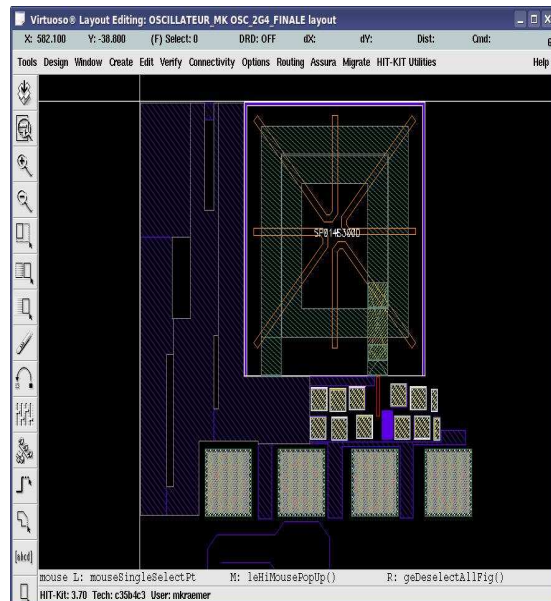 Virtuoso® Layout Editing: OSCILLATEUR_MK OSC_2G4_FINALE layout
X: 582.100 Y: -38.800 (F) Select: 0 DRD: OFF dX: dY: Dist: Cmd:
Tools Design Window Create Edit Verify Connectivity Options Routing Assura Migrate HIT-KIT Utilities Help
[abcd]
mouse L: mouseSingleSelectPt M: leHiMousePopUp() R: geDeselectAllFig()
HIT-Kit: 3.70 Tech: c35b4c3 User: mkraemer